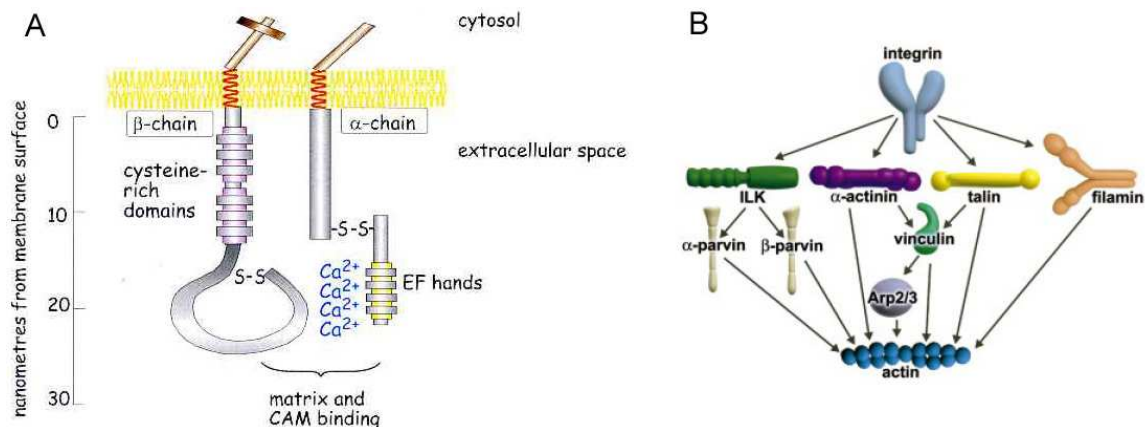 A
cytosol
nanometres from membrane surface
0
10
20
30
β-chain
α-chain
cysteine-
rich
domains
extracellular space
-S-S-
S-S
Ca2+
Ca2+
Ca2+
Ca2+
EF hands
matrix and
CAM binding
B
integrin
ILK
α-actinin
talin
filamin
α-parvin
β-parvin
vinculin
Arp2/3
actin